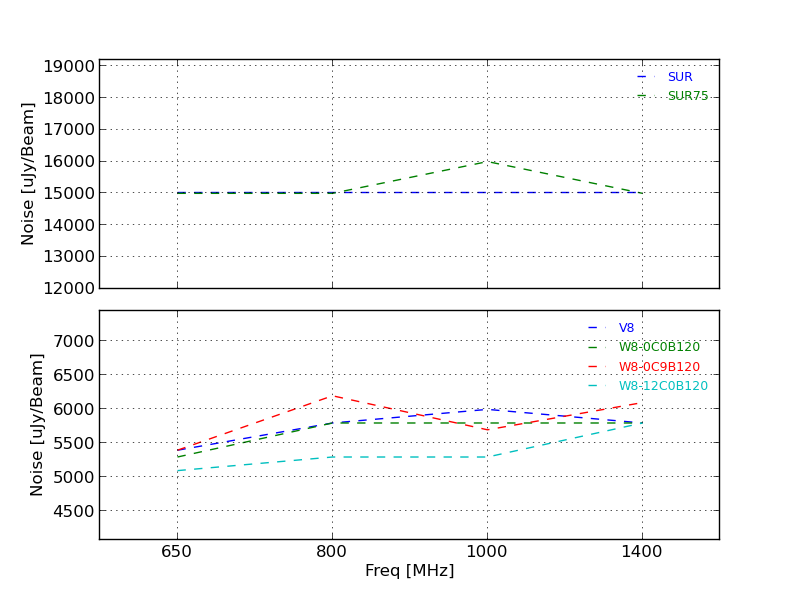 19000
18000
17000
16000
15000
14000
13000
12000
Noise [uJy/Beam]
SUR
SUR75
7000
6500
6000
5500
5000
4500
Noise [uJy/Beam]
V8
W8-0C0B120
W8-0C9B120
W8-12C0B120
650 800 1000 1400
Freq [MHz]